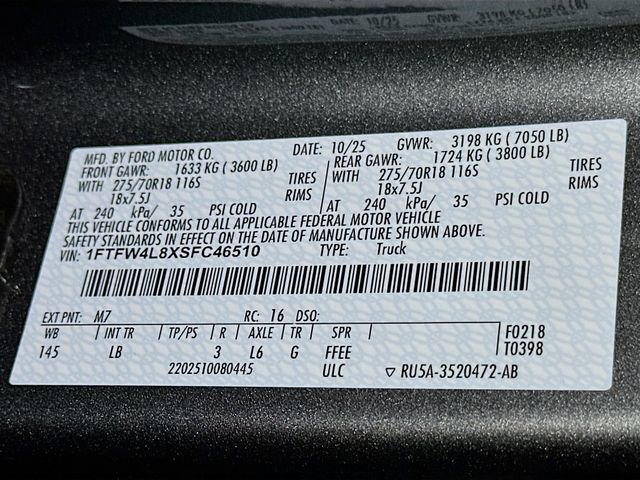 MFD. BY FORD MOTOR CO.
DATE: 10/25 GVWR: 3198 KG ( 7050 LB)
FRONT GAWR: 1633 KG ( 3600 LB)
REAR GAWR: 1724 KG ( 3800 LB)
WITH 275/70R18 116S TIRES
WITH 275/70R18 116S TIRES
18x7.5J RIMS
18x7.5J RIMS
AT 240 kPa/ 35 PSI COLD
AT 240 kPa/ 35 PSI COLD
THIS VEHICLE CONFORMS TO ALL APPLICABLE FEDERAL MOTOR VEHICLE
SAFETY STANDARDS IN EFFECT ON THE DATE OF MANUFACTURE SHOWN ABOVE.
VIN: 1FTFW4L8XSFC46510 TYPE: Truck
EXT PNT: M7 RC: 16 DSO:
WB INT TR TP/PS R AXLE TR SPR F0218
145 LB 3 L6 G FFEE T0398
2202510080445 ULC ▽ RU5A-3520472-AB